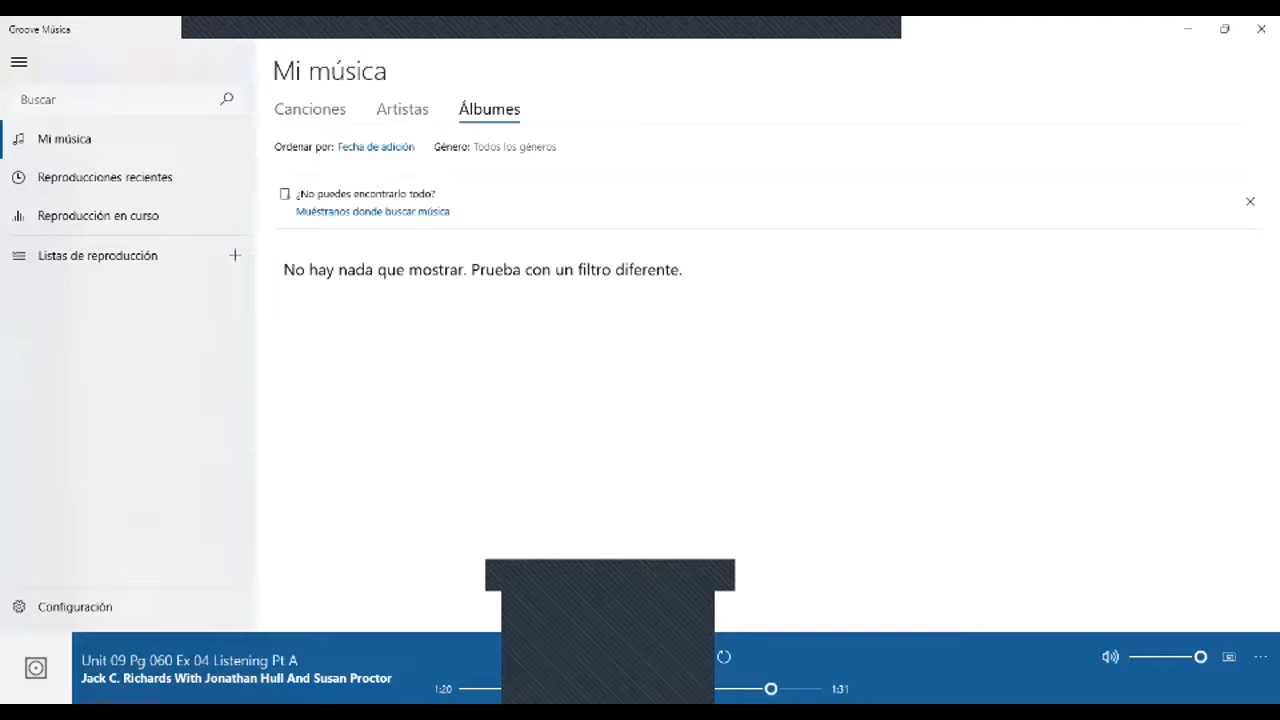 Groove Música
Buscar
Mi música
Reproducciones recientes
Reproducción en curso
Listas de reproducción
Configuración
Mi música
Canciones Artistas Álbumes
Ordenar por: Fecha de adición Género: Todos los géneros
¿No puedes encontrarlo todo?
Muéstranos donde buscar música
No hay nada que mostrar. Prueba con un filtro diferente.
Unit 09 Pg 060 Ex 04 Listening Pt A
Jack C. Richards With Jonathan Hull And Susan Proctor
1:20 1:31